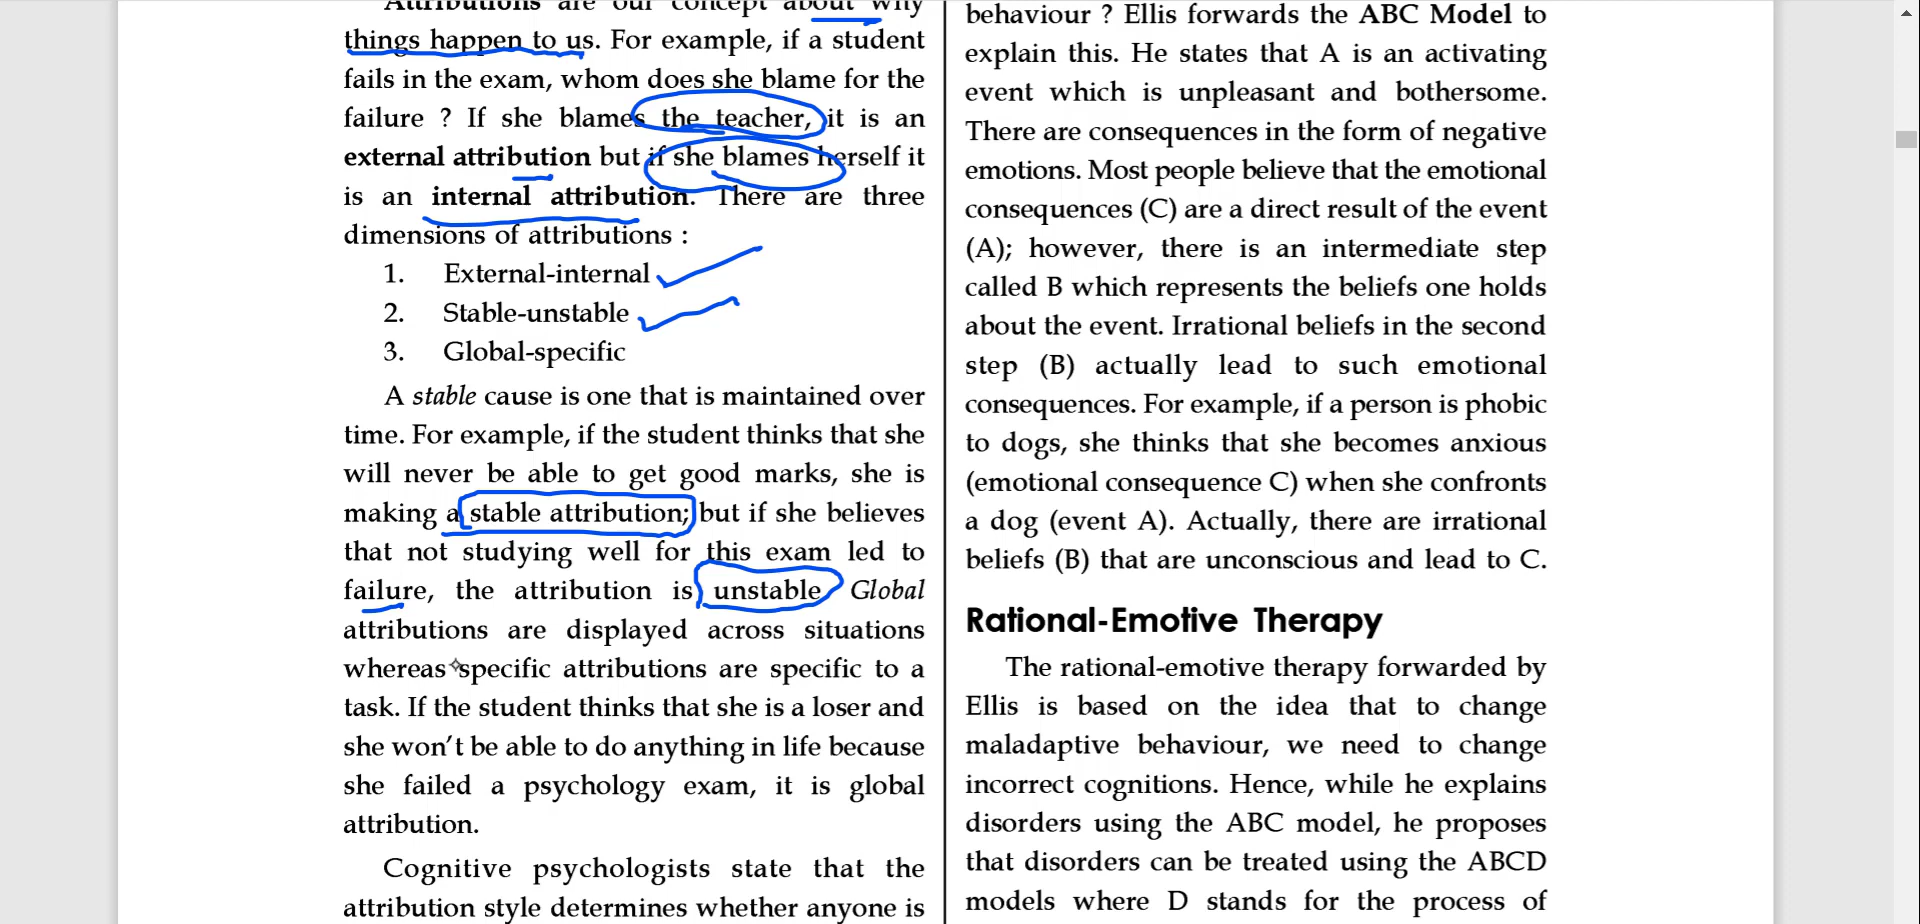 Attributions are our concept about why
things happen to us. For example, if a student
fails in the exam, whom does she blame for the
failure ? If she blames the teacher, it is an
external attribution but if she blames herself it
is an internal attribution. There are three
dimensions of attributions :
1. External-internal
2. Stable-unstable
3. Global-specific
A stable cause is one that is maintained over
time. For example, if the student thinks that she
will never be able to get good marks, she is
making a stable attribution; but if she believes
that not studying well for this exam led to
failure, the attribution is unstable Global
attributions are displayed across situations
whereas specific attributions are specific to a
task. If the student thinks that she is a loser and
she won't be able to do anything in life because
she failed a psychology exam, it is global
attribution.
Cognitive psychologists state that the
attribution style determines whether anyone is
behaviour ? Ellis forwards the ABC Model to
explain this. He states that A is an activating
event which is unpleasant and bothersome.
There are consequences in the form of negative
emotions. Most people believe that the emotional
consequences (C) are a direct result of the event
(A); however, there is an intermediate step
called B which represents the beliefs one holds
about the event. Irrational beliefs in the second
step (B) actually lead to such emotional
consequences. For example, if a person is phobic
to dogs, she thinks that she becomes anxious
(emotional consequence C) when she confronts
a dog (event A). Actually, there are irrational
beliefs (B) that are unconscious and lead to C.
Rational-Emotive Therapy
The rational-emotive therapy forwarded by
Ellis is based on the idea that to change
maladaptive behaviour, we need to change
incorrect cognitions. Hence, while he explains
disorders using the ABC model, he proposes
that disorders can be treated using the ABCD
models where D stands for the process of